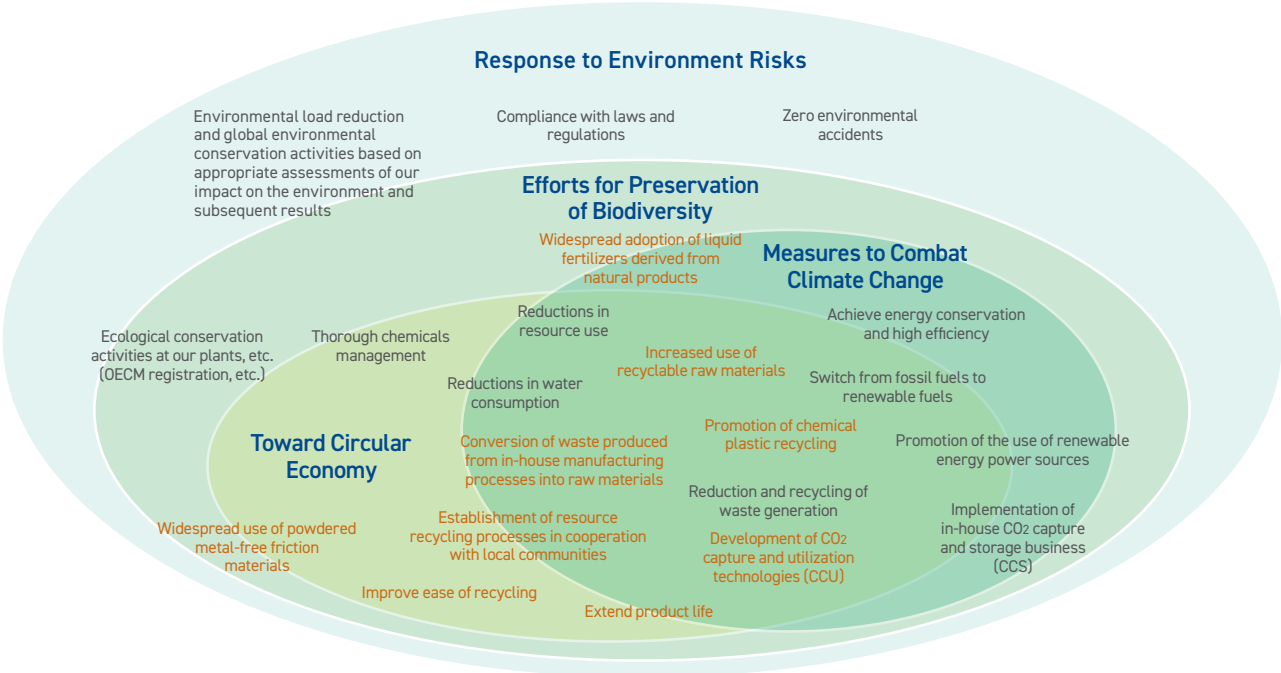 Response to Environment Risks
Environmental load reduction
and global environmental
conservation activities based on
appropriate assessments of our
impact on the environment and
subsequent results
Compliance with laws and
regulations
Zero environmental
accidents
Efforts for Preservation
of Biodiversity
Widespread adoption of liquid
fertilizers derived from
natural products
Measures to Combat
Climate Change
Ecological conservation
activities at our plants, etc.
(OECM registration, etc.)
Thorough chemicals
management
Reductions in
resource use
Achieve energy conservation
and high efficiency
Increased use of
recyclable raw materials
Reductions in water
consumption
Switch from fossil fuels to
renewable fuels
Toward Circular
Economy
Conversion of waste produced
from in-house manufacturing
processes into raw materials
Promotion of chemical
plastic recycling
Promotion of the use of renewable
energy power sources
Reduction and recycling of
waste generation
Widespread use of powdered
metal-free friction
materials
Establishment of resource
recycling processes in cooperation
with local communities
Development of CO2
capture and utilization
technologies (CCU)
Implementation of
in-house CO2 capture
and storage business
(CCS)
Improve ease of recycling
Extend product life